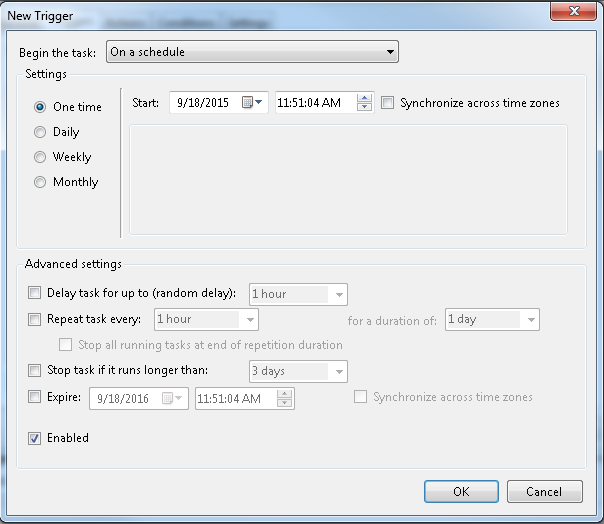 New Trigger
Actions Conditions Settings
Begin the task: On a schedule
Settings
One time
Start: 9/18/2015 11:51:04 AM Synchronize across time zones
Daily
Weekly
Monthly
Advanced settings
Delay task for up to (random delay): 1 hour
Repeat task every: 1 hour for a duration of: 1 day
Stop all running tasks at end of repetition duration
Stop task if it runs longer than: 3 days
Expire: 9/18/2016 11:51:04 AM Synchronize across time zones
Enabled
OK Cancel